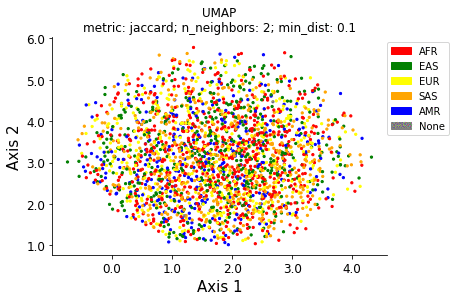 UMAP
metric: jaccard; n_neighbors: 2; min_dist: 0.1
6.0
5.0
4.0
3.0
2.0
1.0
Axis 2
0.0 1.0 2.0 3.0 4.0
Axis 1
AFR
EAS
EUR
SAS
AMR
None